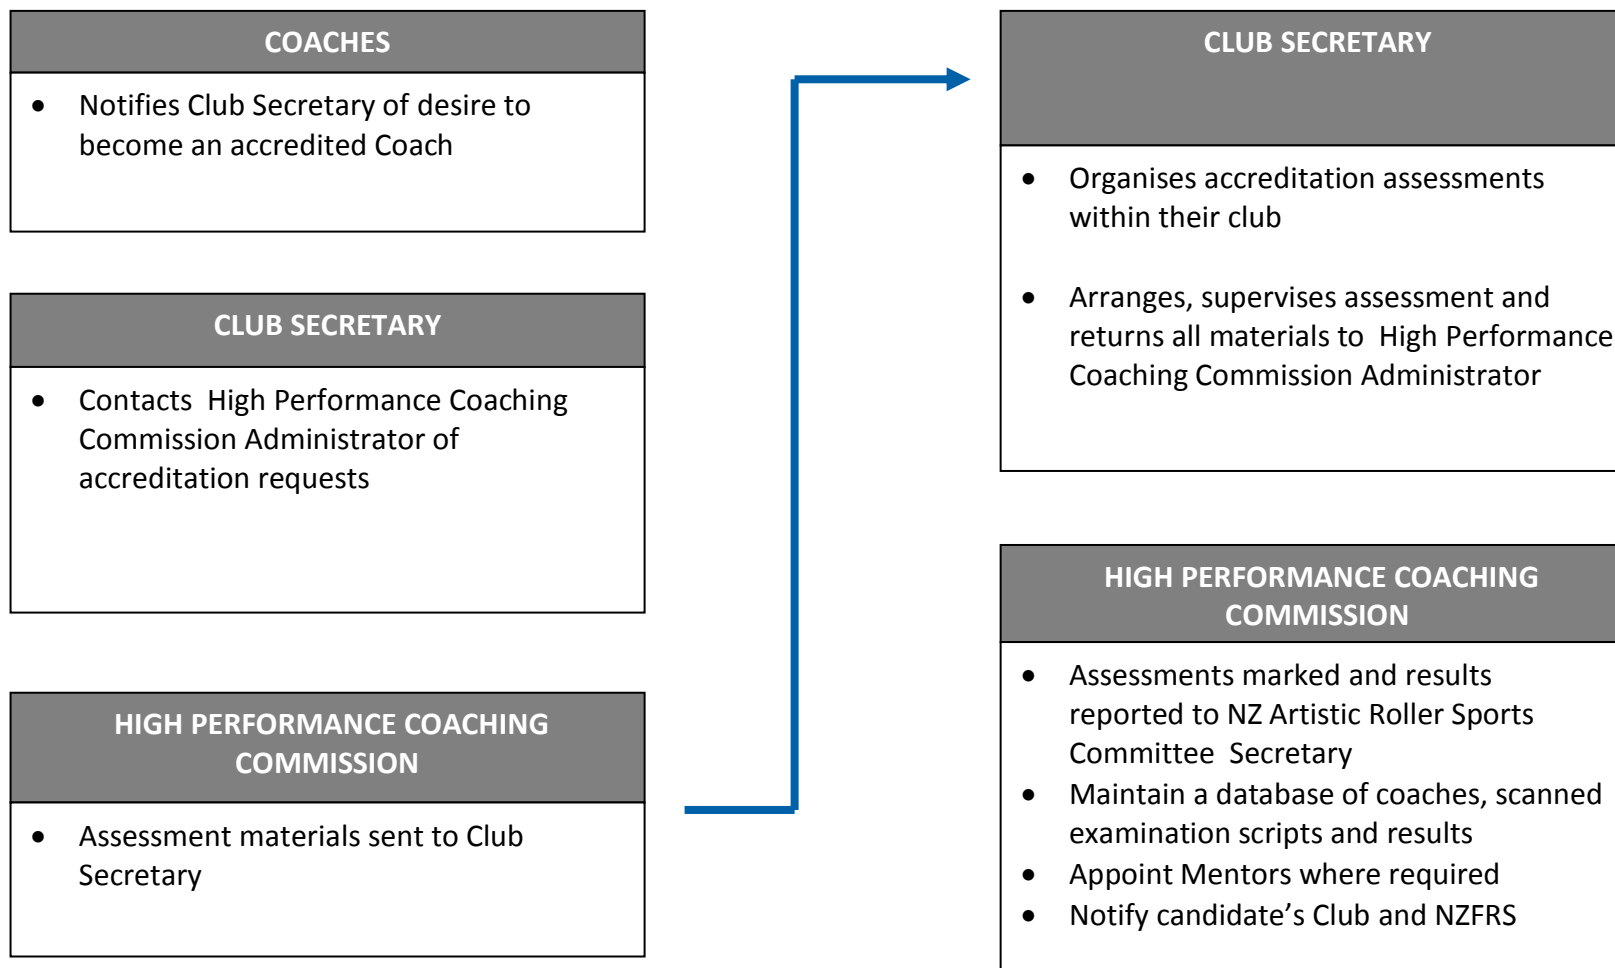 COACHES
• Notifies Club Secretary of desire to
become an accredited Coach
CLUB SECRETARY
• Contacts  High Performance Coaching
Commission Administrator of
accreditation requests
HIGH PERFORMANCE COACHING
COMMISSION
• Assessment materials sent to Club
Secretary
CLUB SECRETARY
• Organises accreditation assessments
within their club
• Arranges, supervises assessment and
returns all materials to  High Performance
Coaching Commission Administrator
HIGH PERFORMANCE COACHING
COMMISSION
• Assessments marked and results
reported to NZ Artistic Roller Sports
Committee  Secretary
• Maintain a database of coaches, scanned
examination scripts and results
• Appoint Mentors where required
• Notify candidate’s Club and NZFRS